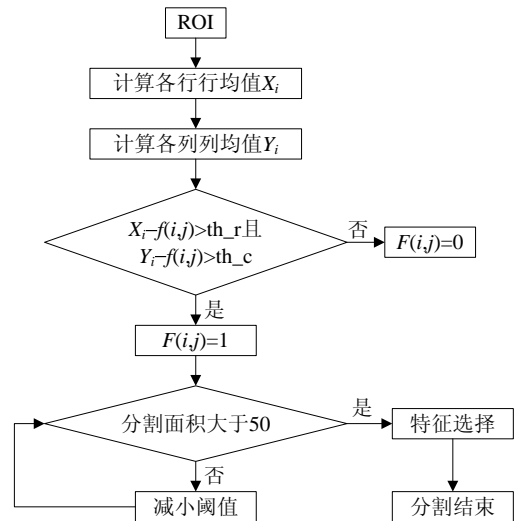 ROI
计算各行行均值Xi
计算各列列均值Yi
Xi–f(i,j)>th_r且
Yi–f(i,j)>th_c
否
F(i,j)=0
是
F(i,j)=1
分割面积大于50
是
特征选择
否
减小阈值
分割结束